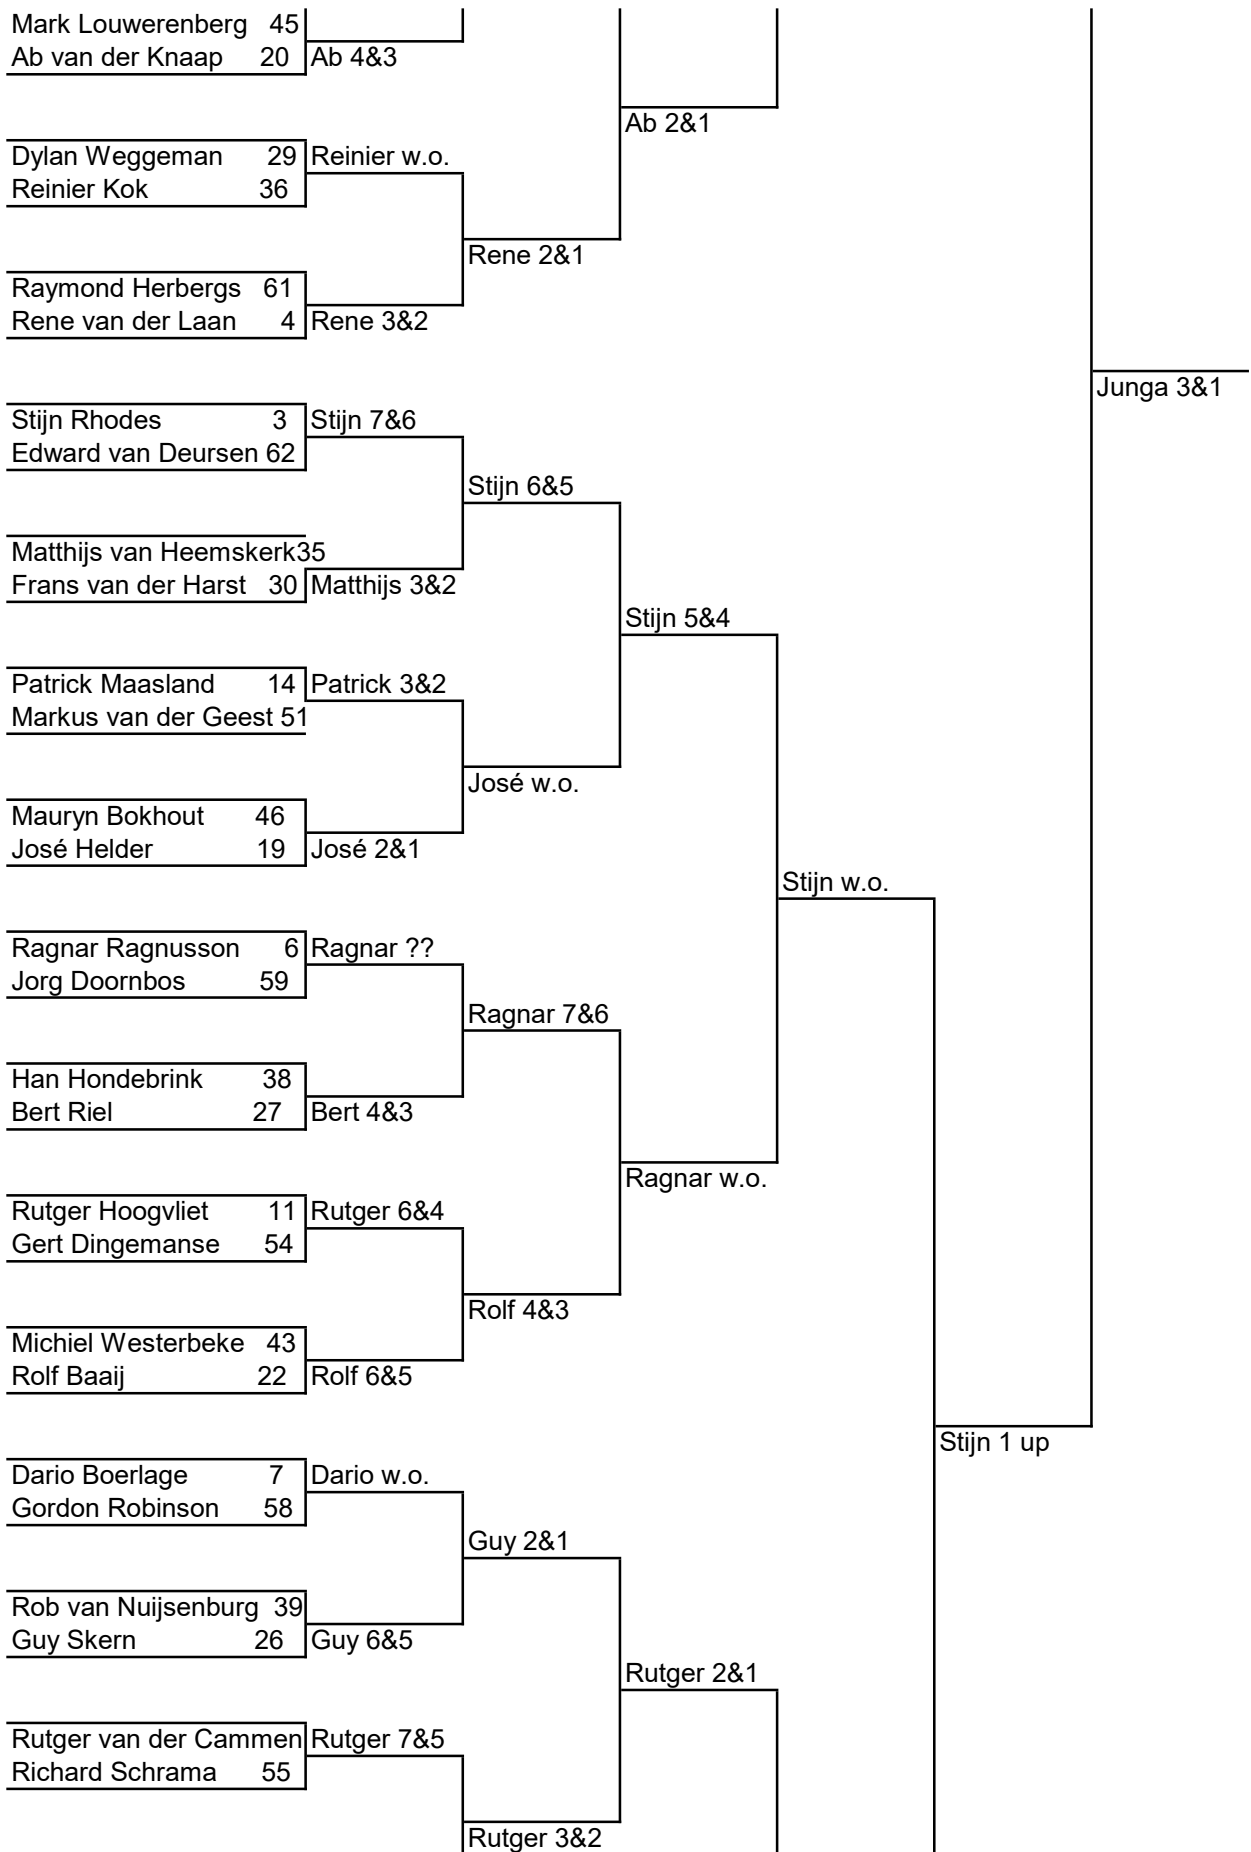 Mark Louwerenberg 45
Ab van der Knaap 20 Ab 4&3
Ab 2&1
Dylan Weggeman 29 Reinier w.o.
Reinier Kok 36
Rene 2&1
Raymond Herbergs 61
Rene van der Laan 4 Rene 3&2
Junga 3&1
Stijn Rhodes 3 Stijn 7&6
Edward van Deursen 62
Stijn 6&5
Matthijs van Heemskerk35
Frans van der Harst 30 Matthijs 3&2
Stijn 5&4
Patrick Maasland 14 Patrick 3&2
Markus van der Geest 51
José w.o.
Mauryn Bokhout 46
José Helder 19 José 2&1
Stijn w.o.
Ragnar Ragnusson 6 Ragnar ??
Jorg Doornbos 59
Ragnar 7&6
Han Hondebrink 38
Bert Riel 27 Bert 4&3
Ragnar w.o.
Rutger Hoogvliet 11 Rutger 6&4
Gert Dingemanse 54
Rolf 4&3
Michiel Westerbeke 43
Rolf Baaij 22 Rolf 6&5
Stijn 1 up
Dario Boerlage 7 Dario w.o.
Gordon Robinson 58
Guy 2&1
Rob van Nuijsenburg 39
Guy Skern 26 Guy 6&5
Rutger 2&1
Rutger van der Cammen Rutger 7&5
Richard Schrama 55
Rutger 3&2